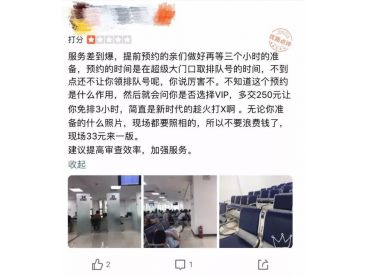 打分
服务差到爆，提前预约的亲们做好再等三个小时的准
备，预约的时间是在超级大门口取排队号的时间，不到
点还不让你领排队号呢，你说厉害不。不知道这个预约
是什么作用，然后就会问你是否选择VIP，多交250元让
你免排3小时，简直是新时代的趁火打X啊 。无论你准
备的什么照片，现场都要照相的，所以不要浪费钱了，
现场33元来一版。
建议提高审查效率，加强服务。
收起
2
1